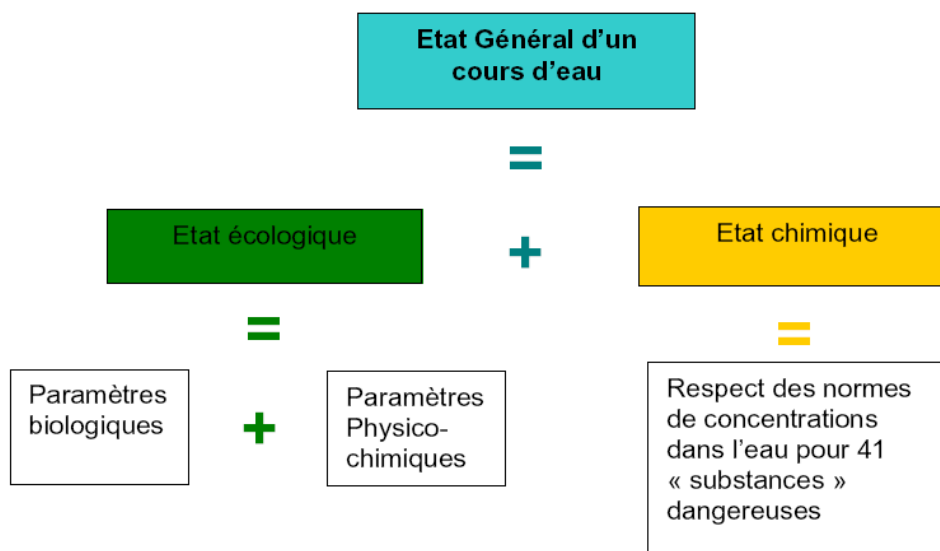 Etat Général d'un
cours d'eau
=
Etat écologique
+
Etat chimique
=
=
Paramètres
biologiques
+
Paramètres
Physico-
chimiques
Respect des normes
de concentrations
dans l'eau pour 41
« substances »
dangereuses